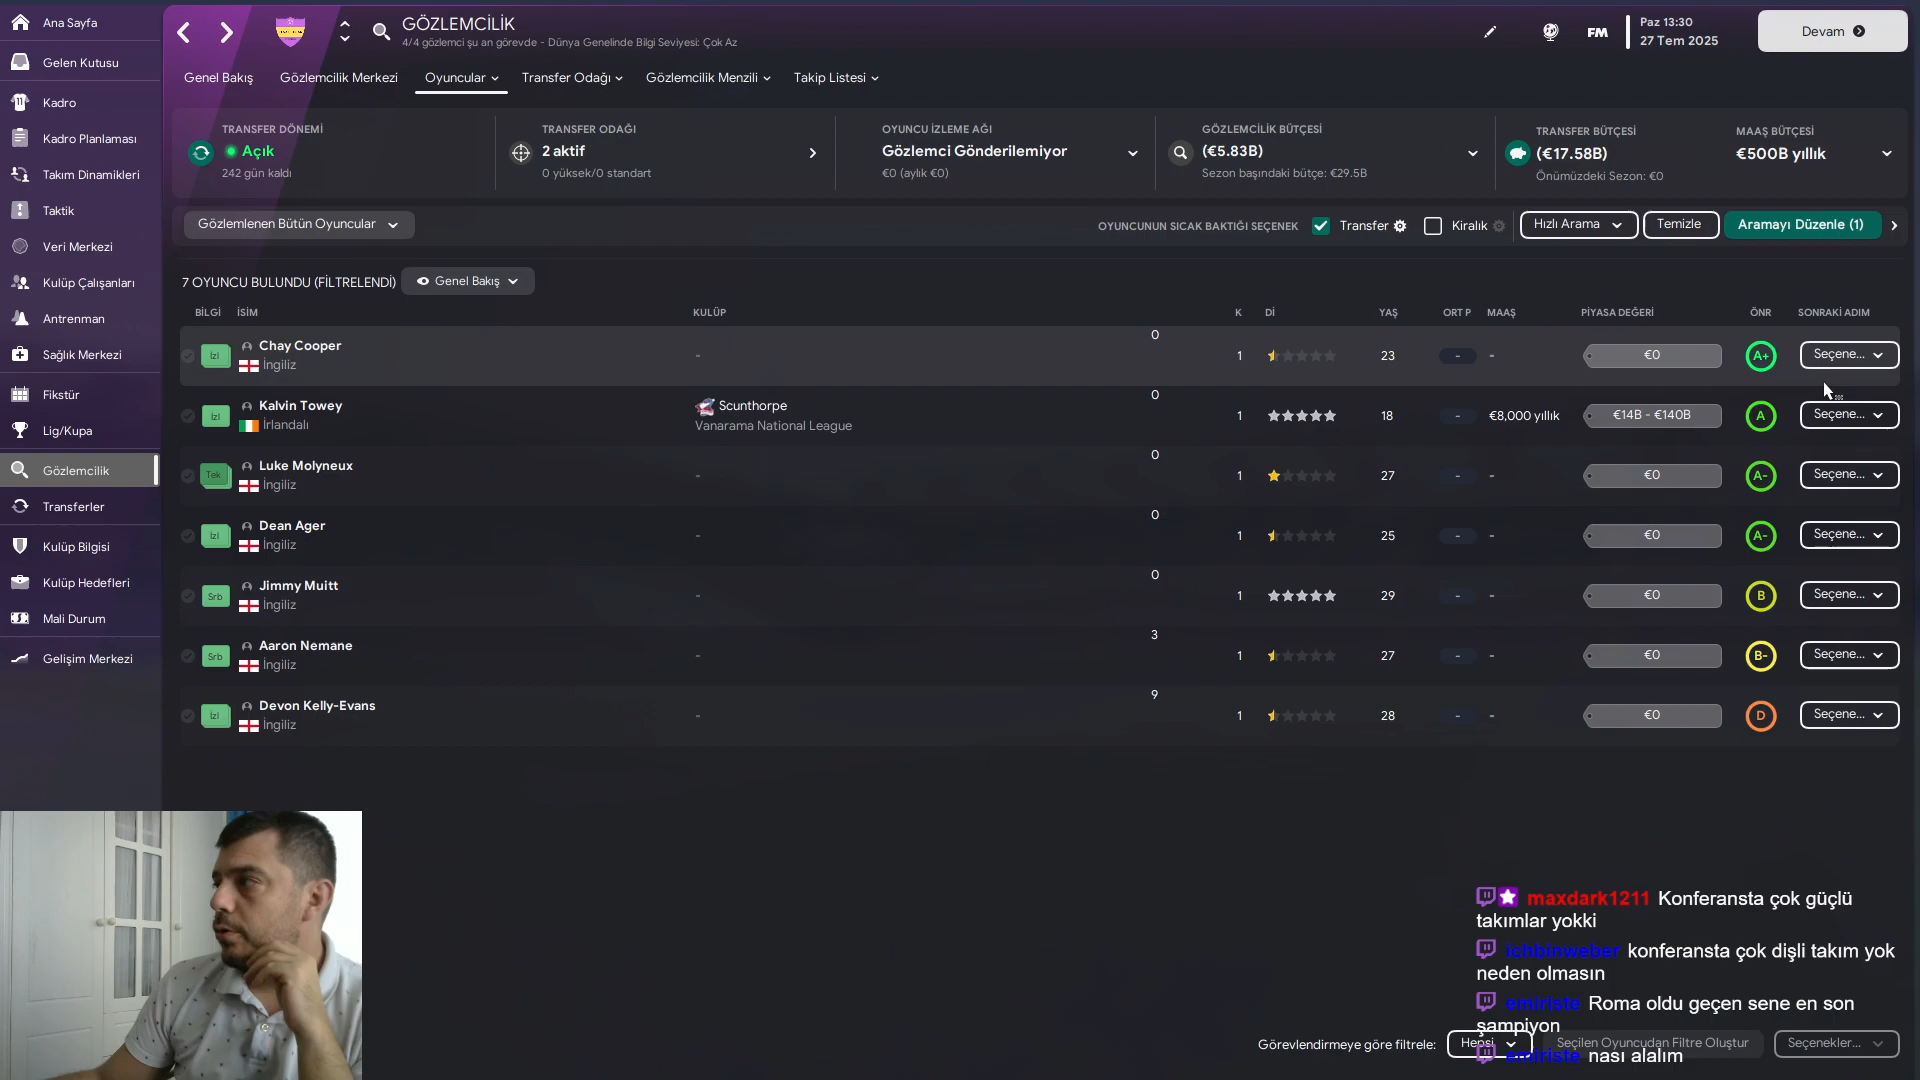 Ana Sayfa
Gelen Kutusu
Kadro
Kadro Planlaması
Takım Dinamikleri
Taktik
Veri Merkezi
Kulüp Çalışanları
Antrenman
Sağlık Merkezi
Fikstür
Lig/Kupa
Gözlemcilik
Transferler
Kulüp Bilgisi
Kulüp Hedefleri
Mali Durum
Gelişim Merkezi
GÖZLEMCİLİK
4/4 gözlemci şu an görevde - Dünya Genelinde Bilgi Seviyesi: Çok Az
FM
Paz 13:30
27 Tem 2025
Devam
Genel Bakış
Gözlemcilik Merkezi
Oyuncular
Transfer Odağı
Gözlemcilik Menzili
Takip Listesi
TRANSFER DÖNEMİ
Açık
242 gün kaldı
TRANSFER ODAĞI
2 aktif
0 yüksek/0 standart
OYUNCU İZLEME AĞI
Gözlemci Gönderilemiyor
€0 (aylık €0)
GÖZLEMCİLİK BÜTÇESİ
(€5.83B)
Sezon başındaki bütçe: €29.5B
TRANSFER BÜTÇESİ
(€17.58B)
Önümüzdeki Sezon: €0
MAAŞ BÜTÇESİ
€500B yıllık
Gözlemlenen Bütün Oyuncular
OYUNCUNUN SICAK BAKTIĞI SEÇENEK
Transfer
Kiralık
Hızlı Arama
Temizle
Aramayı Düzenle (1)
7 OYUNCU BULUNDU (FİLTRELENDİ)
Genel Bakış
BİLGİ İSİM KULÜP K Dİ YAŞ ORT P MAAŞ PİYASA DEĞERİ ÖNR SONRAKİ ADIM
İzl Chay Cooper - 0 1 23 - - €0 A+ Seçene...
İngiliz
İzl Kalvin Towey Scunthorpe 0 1 18 - €8,000 yıllık €14B - €140B A Seçene...
İrlandalı Vanarama National League
Tek Luke Molyneux - 0 1 27 - - €0 A- Seçene...
İngiliz
İzl Dean Ager - 0 1 25 - - €0 A- Seçene...
İngiliz
Srb Jimmy Muitt - 0 1 29 - - €0 B Seçene...
İngiliz
Srb Aaron Nemane - 3 1 27 - - €0 B- Seçene...
İngiliz
İzl Devon Kelly-Evans - 9 1 28 - - €0 D Seçene...
İngiliz
maxdark1211 Konferansta çok güçlü
takımlar yokki
ichbinweber konferansta çok dişli takım yok
neden olmasın
emiriste Roma oldu geçen sene en son
şampiyon
emiriste nası alalım
Görevlendirmeye göre filtrele:
Hepsi
Seçilen Oyuncudan Filtre Oluştur
Seçenekler...